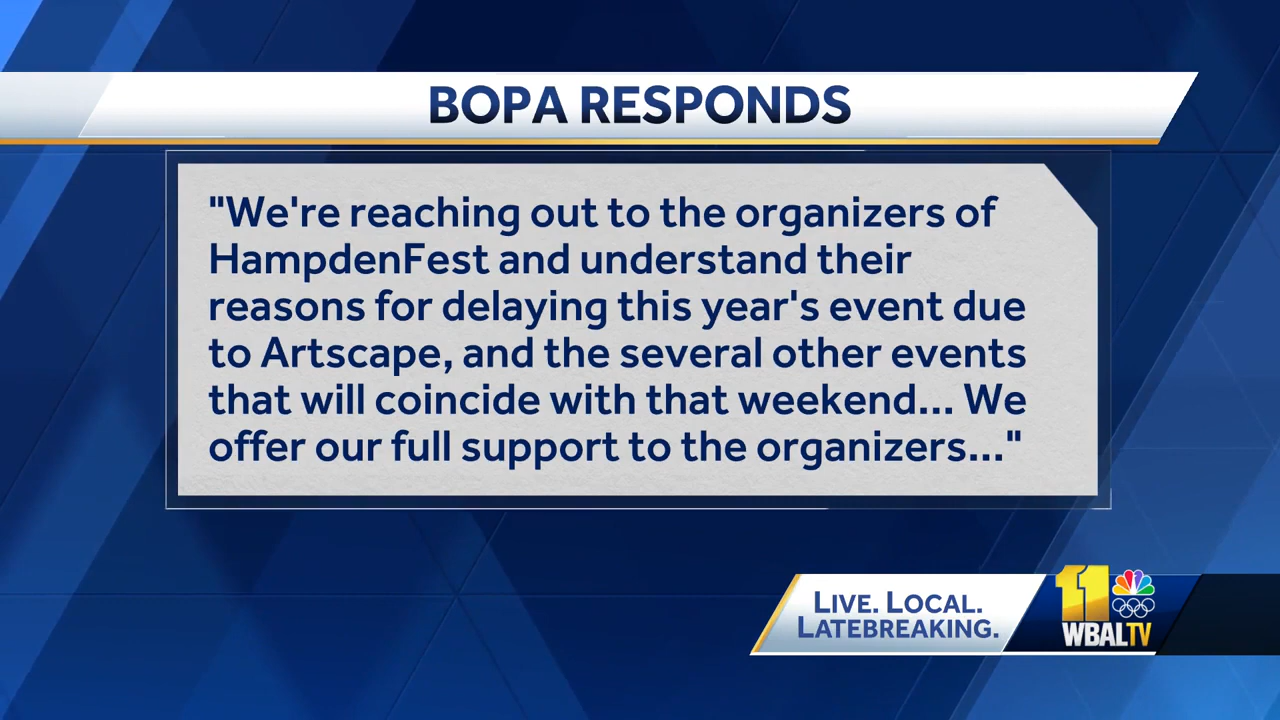 BOPA RESPONDS
"We're reaching out to the organizers of
HampdenFest and understand their
reasons for delaying this year's event due
to Artscape, and the several other events
that will coincide with that weekend... We
offer our full support to the organizers..."
LIVE. LOCAL.
LATEBREAKING.
11
WBALTV